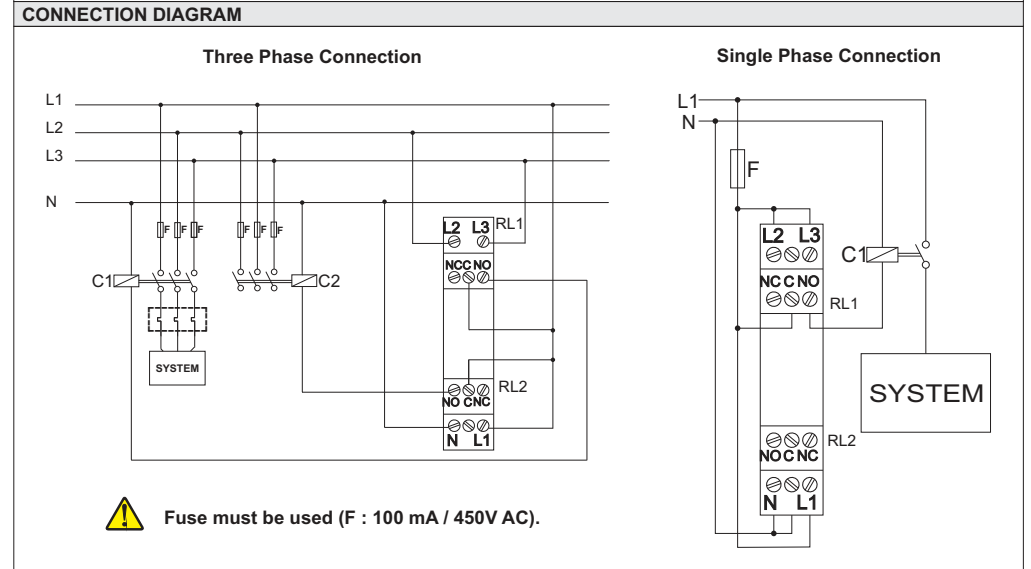 CONNECTION DIAGRAM
Three Phase Connection
L1
L2
L3
N
F F F
F F F
C1
C2
SYSTEM
L2 L3
RL1
NCC NO
RL2
NO CNC
N L1
Fuse must be used (F : 100 mA / 450V AC).
Single Phase Connection
L1
N
F
L2 L3
C1
NC C NO
RL1
SYSTEM
RL2
NO C NC
N L1